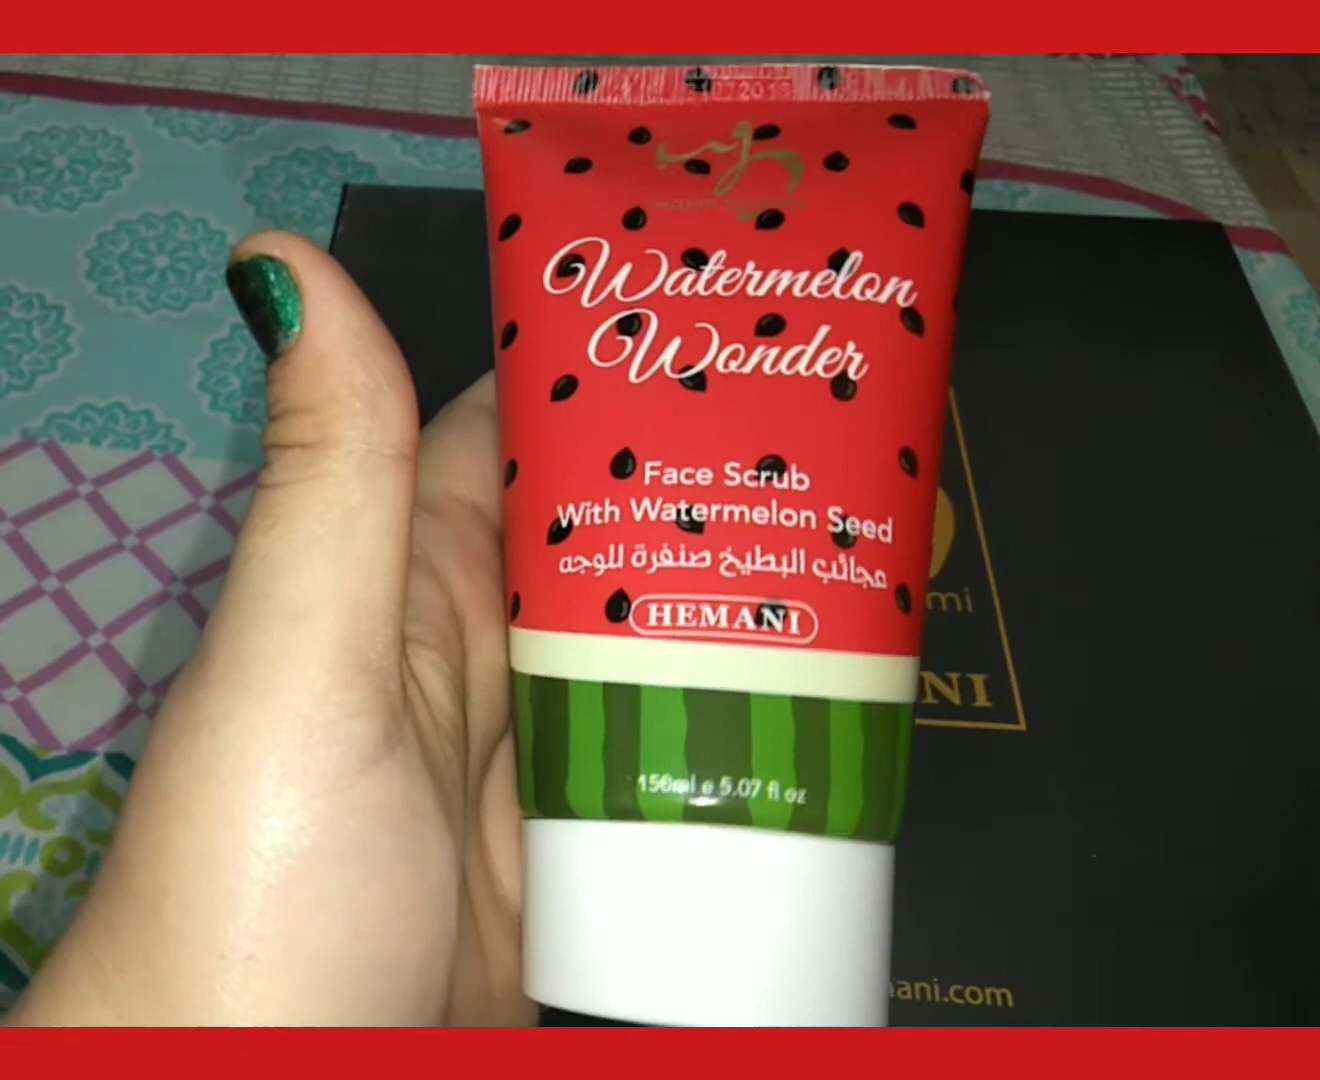 Watermelon
Wonder
Face Scrub
With Watermelon Seed
عجائب البطيخ صنفرة للوجه
HEMANI
150ml e 5.07 fl oz
mi
NI
ani.com